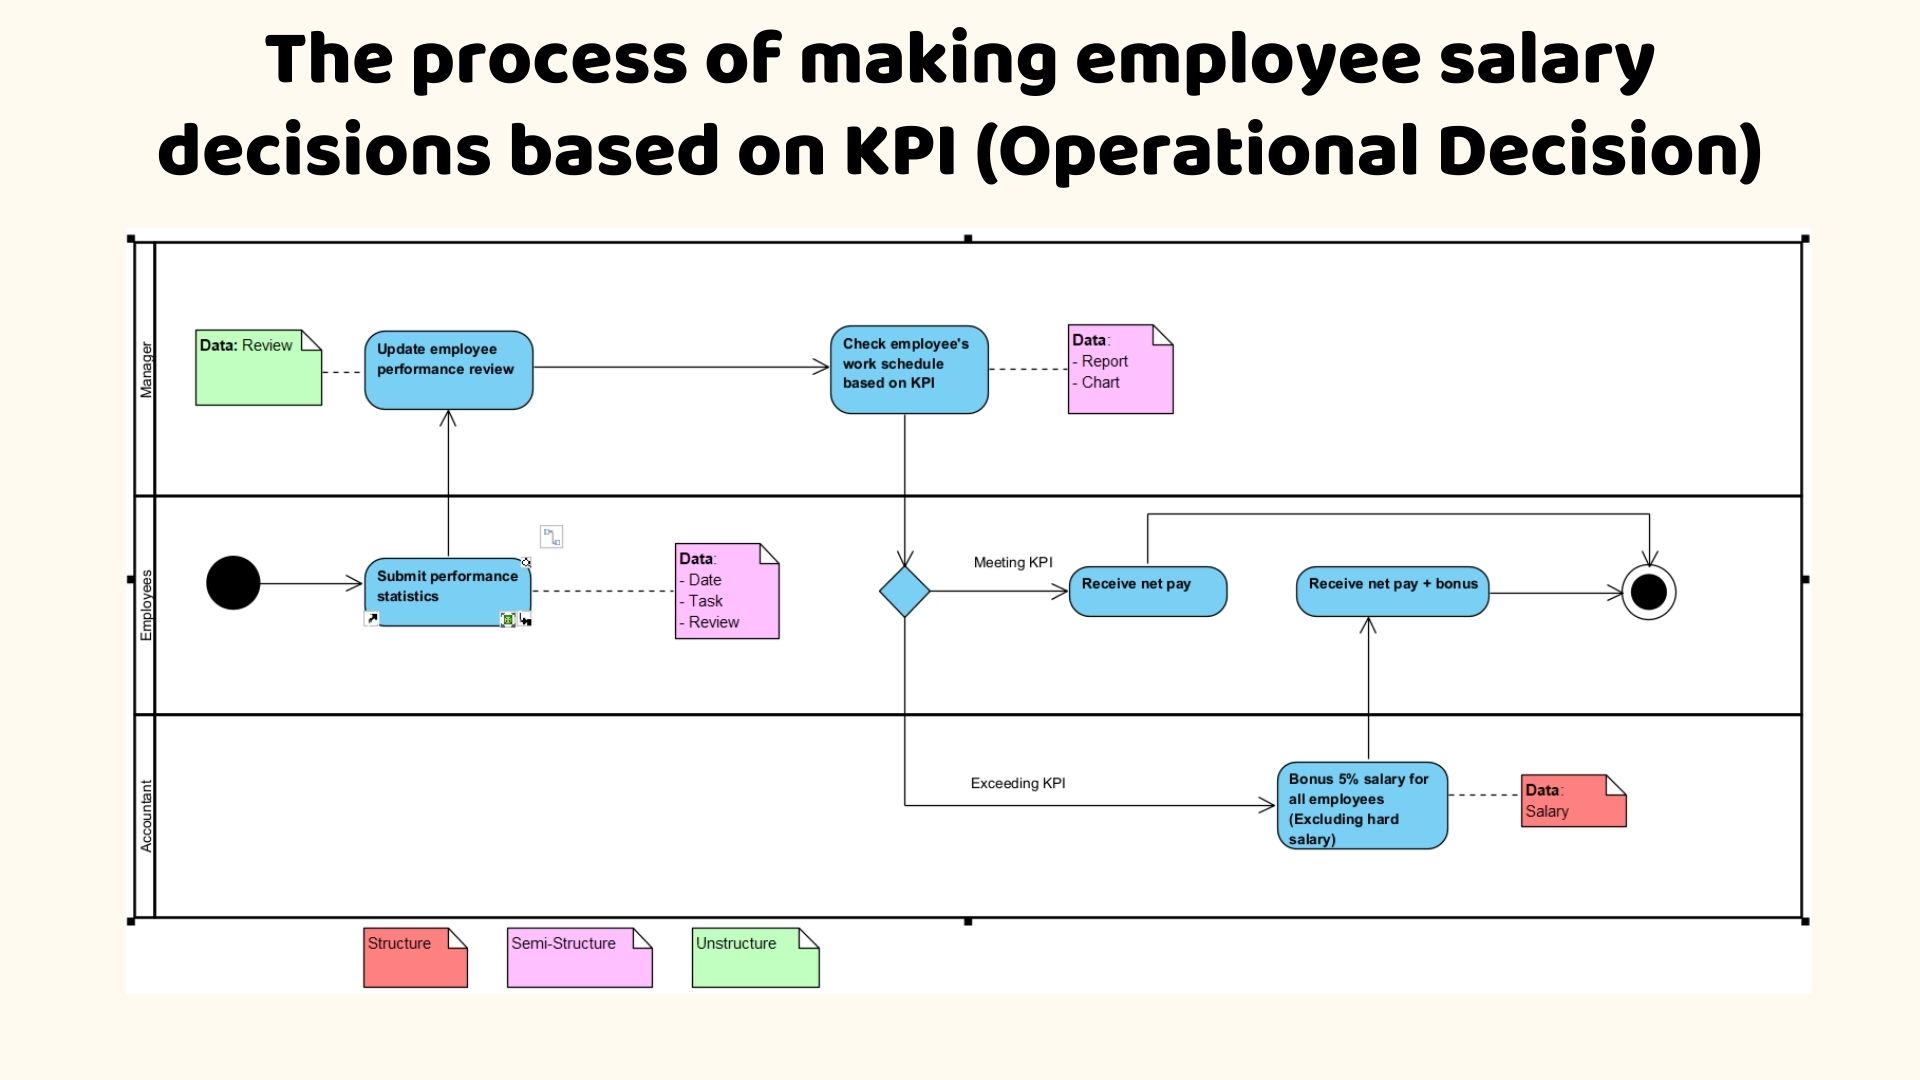 The process of making employee salary
decisions based on KPI (Operational Decision)
Manager
Data: Review
Update employee
performance review
Check employee's
work schedule
based on KPI
Data:
- Report
- Chart
Employees
Submit performance
statistics
Data:
- Date
- Task
- Review
Meeting KPI
Receive net pay
Receive net pay + bonus
Accountant
Exceeding KPI
Bonus 5% salary for
all employees
(Excluding hard
salary)
Data:
Salary
Structure
Semi-Structure
Unstructure